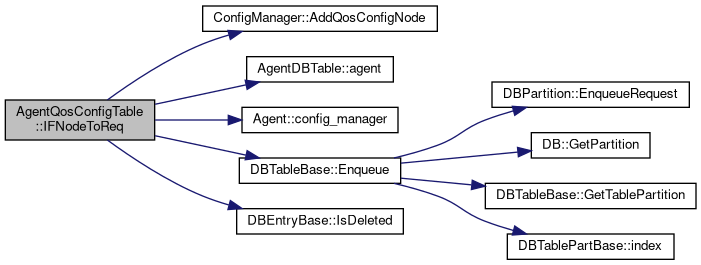 ConfigManager::AddQosConfigNode
AgentDBTable::agent
AgentQosConfigTable
::IFNodeToReq
Agent::config_manager
DBTableBase::Enqueue
DBEntryBase::IsDeleted
DBPartition::EnqueueRequest
DB::GetPartition
DBTableBase::GetTablePartition
DBTablePartBase::index